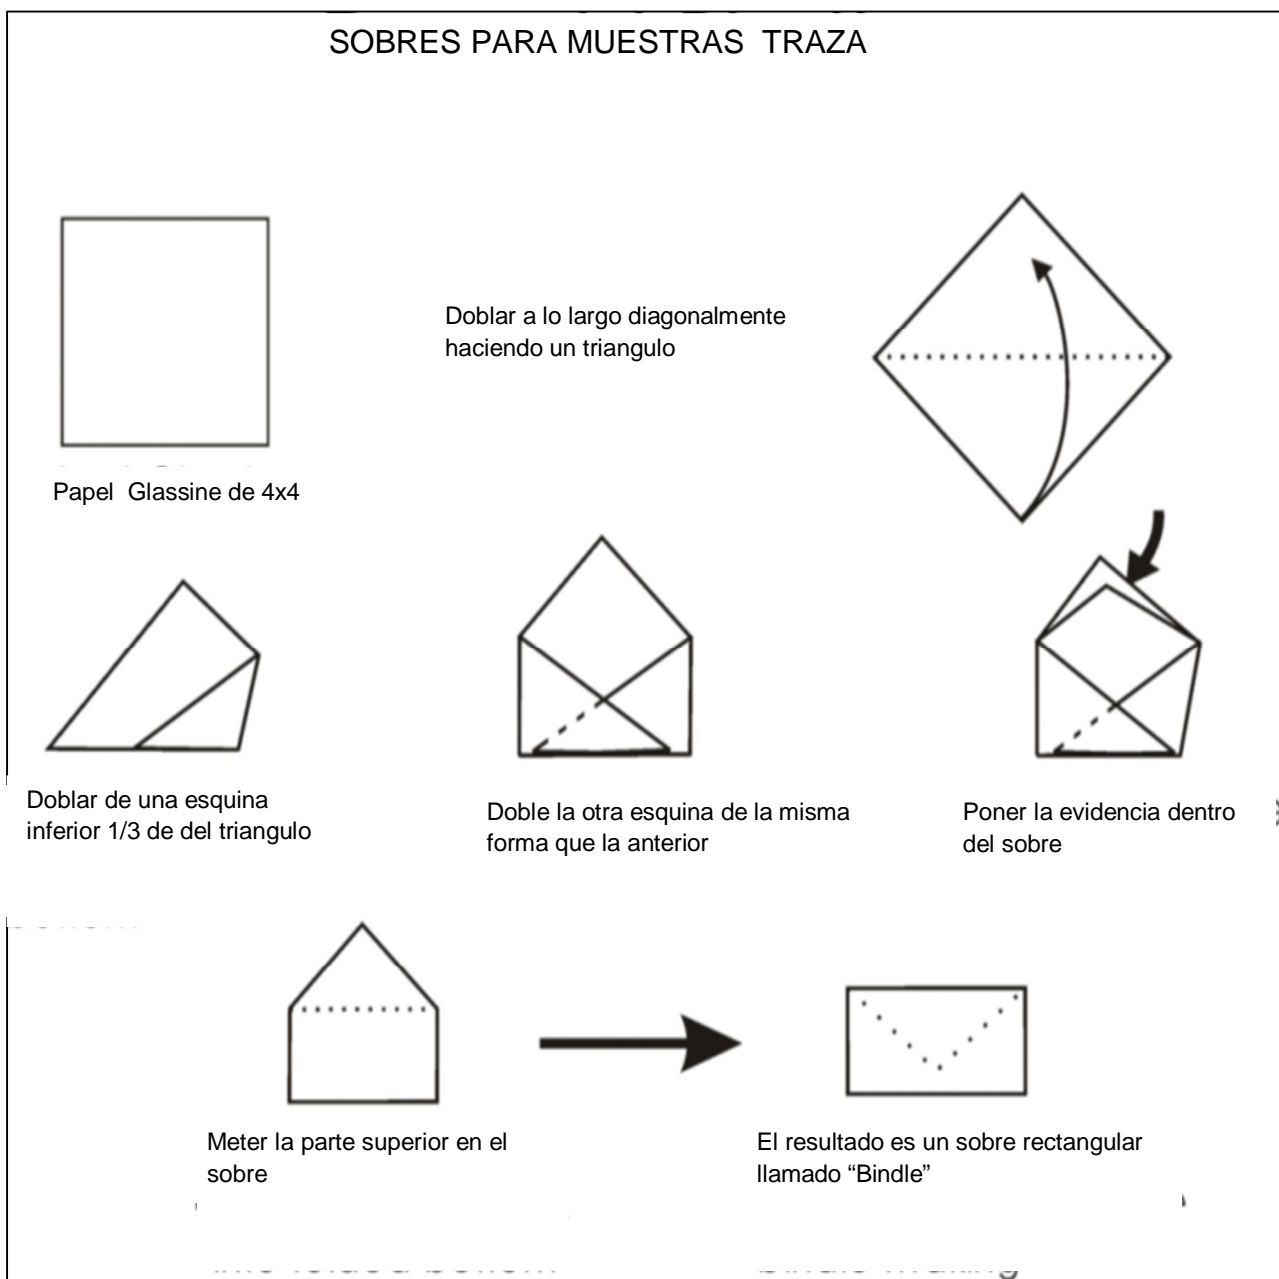 SOBRES PARA MUESTRAS TRAZA
Doblar a lo largo diagonalmente
haciendo un triangulo
Papel Glassine de 4x4
Doblar de una esquina
inferior 1/3 de del triangulo
Doble la otra esquina de la misma
forma que la anterior
Poner la evidencia dentro
del sobre
Meter la parte superior en el
sobre
El resultado es un sobre rectangular
llamado “Bindle”